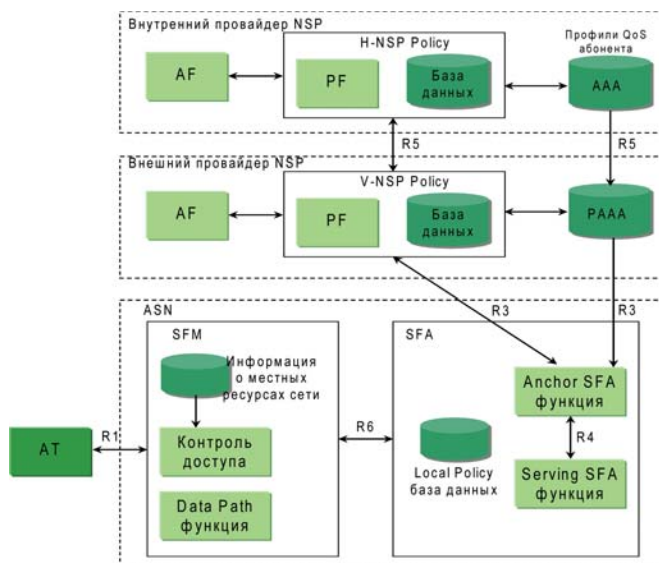 Внутренний провайдер NSP
H-NSP Policy
Профили QoS
абонента
AF
PF
База
данных
AAA
R5
R5
Внешний провайдер NSP
V-NSP Policy
AF
PF
База
данных
PAAA
R3
R3
ASN
SFM
SFA
Информация
о местных
ресурсах сети
Anchor SFA
функция
R1
R6
R4
AT
Контроль
доступа
Local Policy
база данных
Serving SFA
функция
Data Path
функция